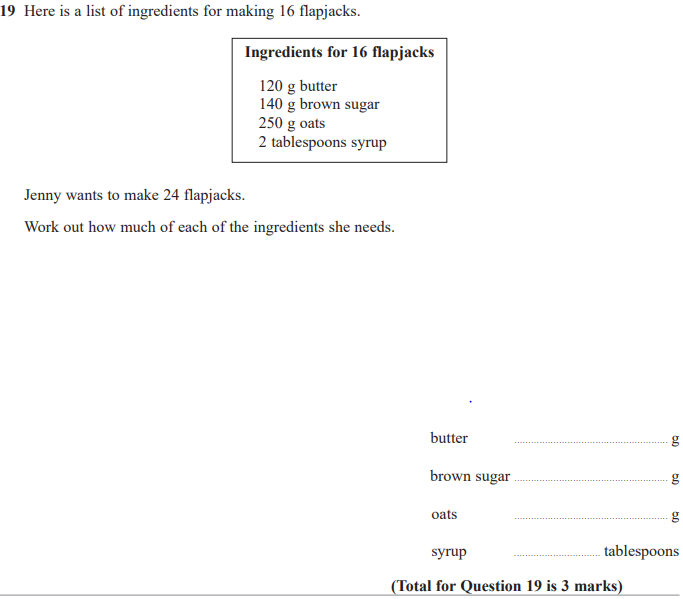 19 Here is a list of ingredients for making 16 flapjacks.
Ingredients for 16 flapjacks
120 g butter
140 g brown sugar
250 g oats
2 tablespoons syrup
Jenny wants to make 24 flapjacks.
Work out how much of each of the ingredients she needs.
butter ........................................................ g
brown sugar ........................................................ g
oats ........................................................ g
syrup ................................ tablespoons
(Total for Question 19 is 3 marks)